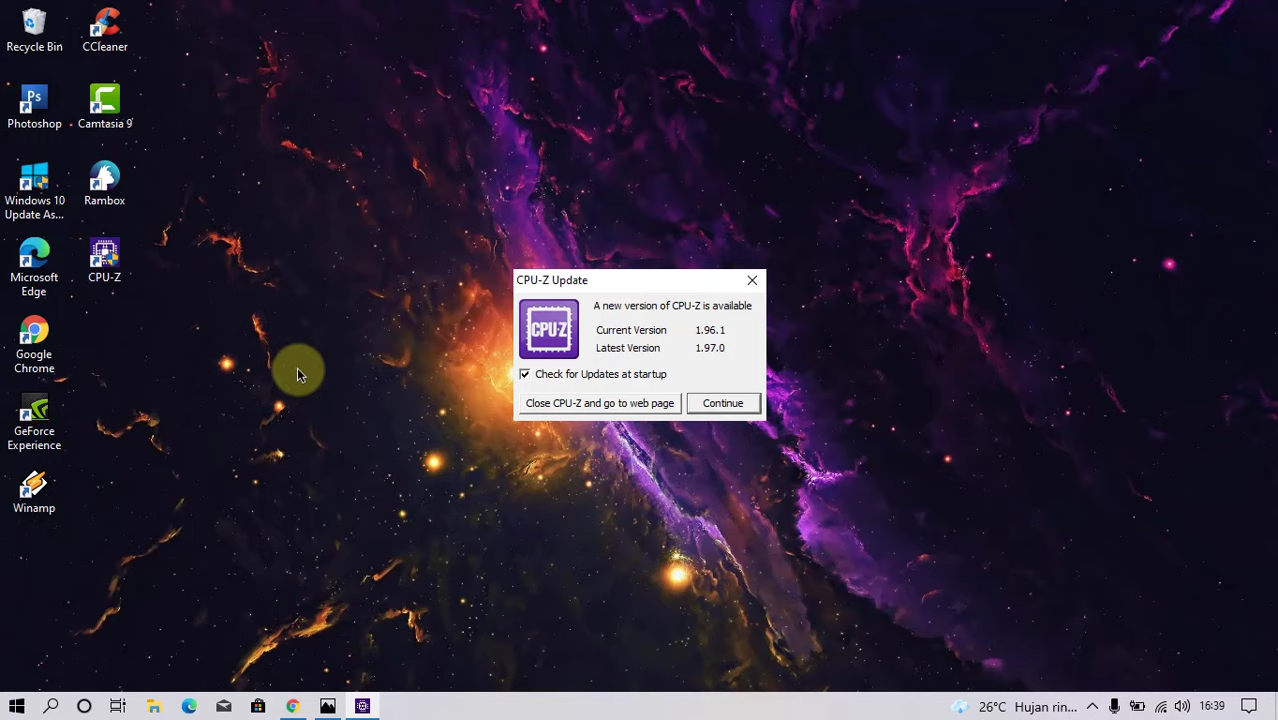 Recycle Bin
CCleaner
Ps
Photoshop
Camtasia 9
Windows 10
Update As...
Rambox
Microsoft
Edge
CPU-Z
Google
Chrome
GeForce
Experience
Winamp
CPU-Z Update
CPU-Z
A new version of CPU-Z is available
Current Version 1.96.1
Latest Version 1.97.0
Check for Updates at startup
Close CPU-Z and go to web page
Continue
26°C Hujan rin...
16:39